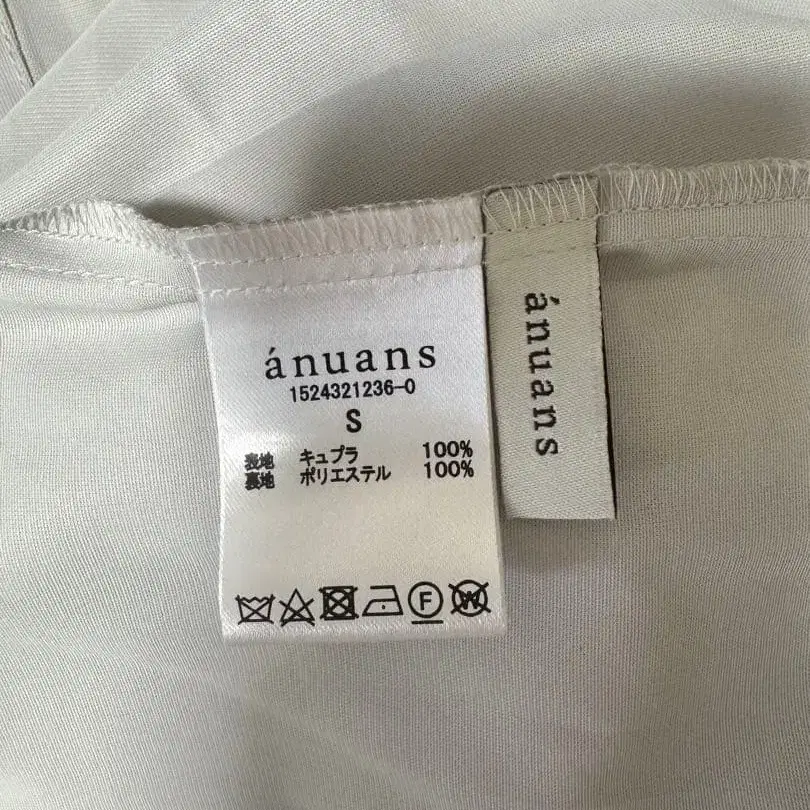 ánuans
1524321236-0
S
表地 キュプラ 100%
裏地 ポリエステル 100%
F W
ánuans